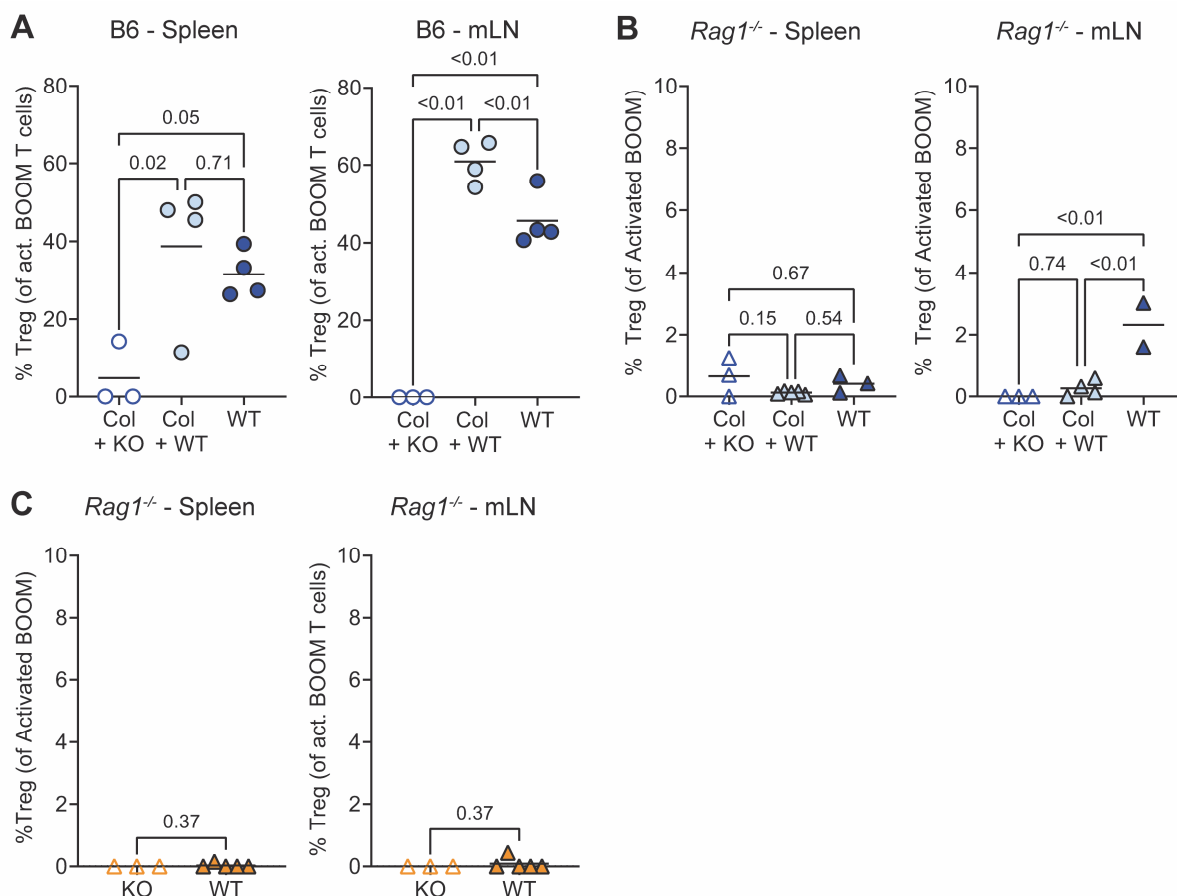 A
B6 - Spleen
% Treg (of act. BOOM T cells)
80
60
40
20
0
0.05
0.02
0.71
Col
+ KO
Col
+ WT
WT
B6 - mLN
% Treg (of act. BOOM T cells)
80
60
40
20
0
<0.01
<0.01
<0.01
Col
+ KO
Col
+ WT
WT
B
Rag1-/- - Spleen
% Treg (of Activated BOOM)
10
8
6
4
2
0
0.67
0.15
0.54
Col
+ KO
Col
+ WT
WT
Rag1-/- - mLN
% Treg (of Activated BOOM)
10
8
6
4
2
0
<0.01
0.74
<0.01
Col
+ KO
Col
+ WT
WT
C
Rag1-/- - Spleen
%Treg (of Activated BOOM)
10
8
6
4
2
0
0.37
KO
WT
Rag1-/- - mLN
% Treg (of act. BOOM T cells)
10
8
6
4
2
0
0.37
KO
WT